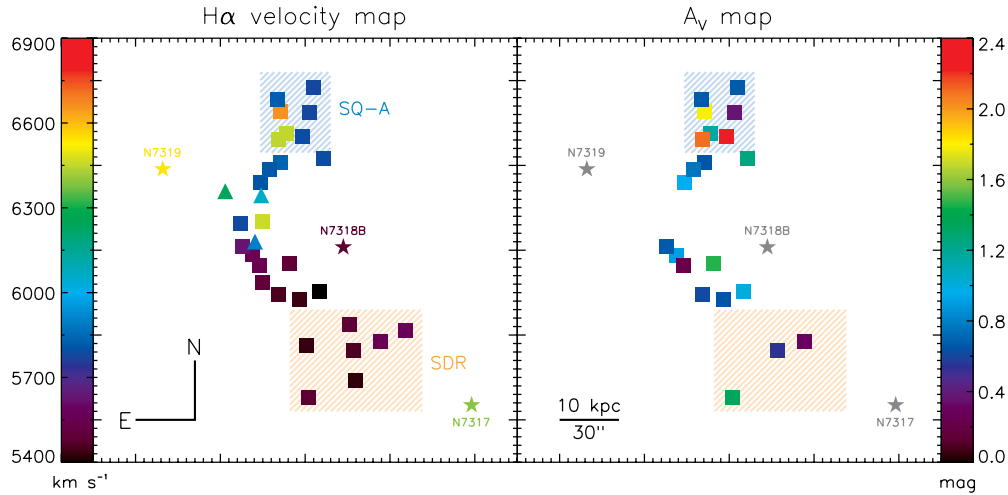 Hα velocity map
A_V map
6900
6600
6300
6000
5700
5400
km s⁻¹
SQ-A
N7319
N7318B
SDR
N7317
N
E
N7319
N7318B
N7317
10 kpc
30"
2.4
2.0
1.6
1.2
0.8
0.4
0.0
mag